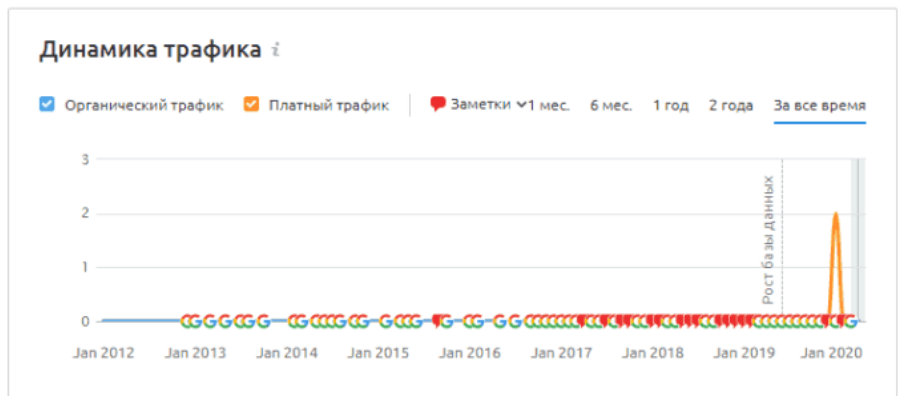 Динамика трафика i
Органический трафик Платный трафик Заметки 1 мес. 6 мес. 1 год 2 года За все время
3
2
1
0
Рост базы данных
Jan 2012 Jan 2013 Jan 2014 Jan 2015 Jan 2016 Jan 2017 Jan 2018 Jan 2019 Jan 2020